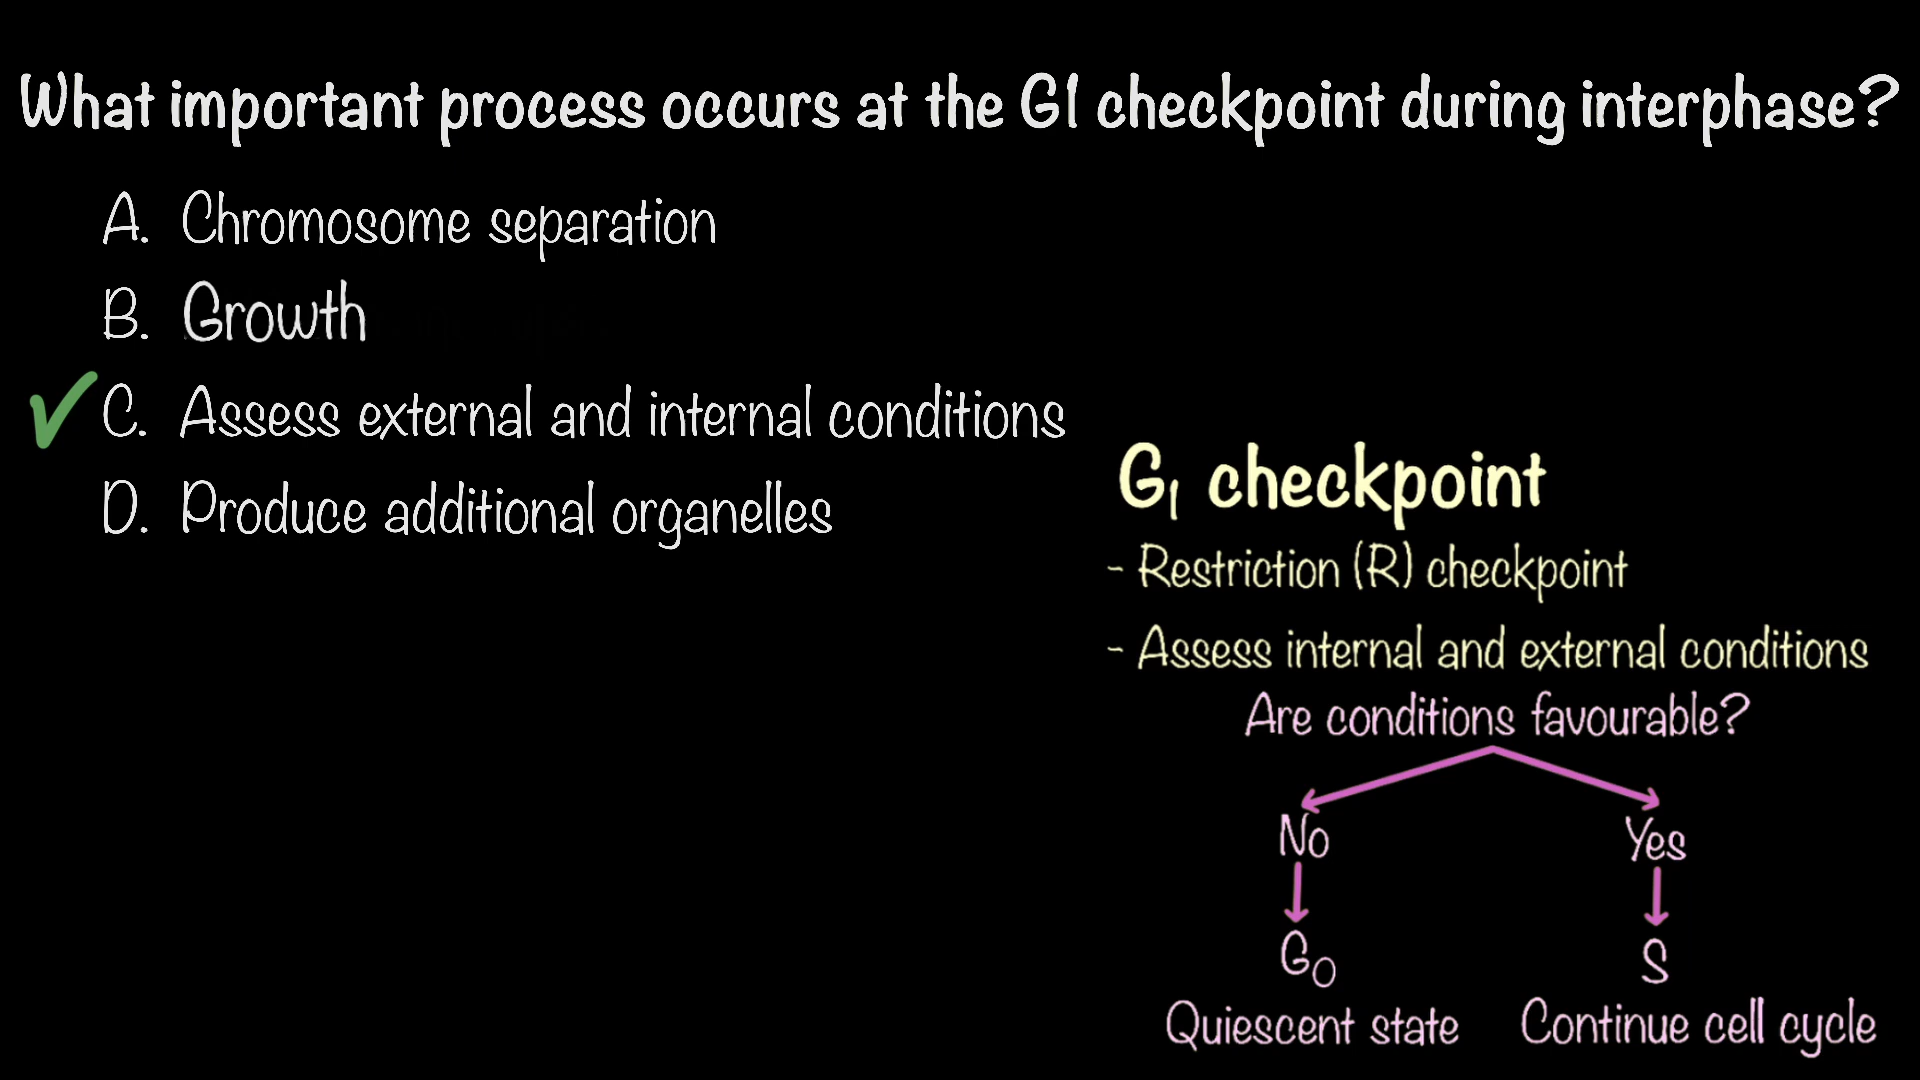 What important process occurs at the G1 checkpoint during interphase?
A. Chromosome separation
B. Growth
C. Assess external and internal conditions
D. Produce additional organelles
G₁ checkpoint
- Restriction (R) checkpoint
- Assess internal and external conditions
Are conditions favourable?
No Yes
G₀ S
Quiescent state Continue cell cycle